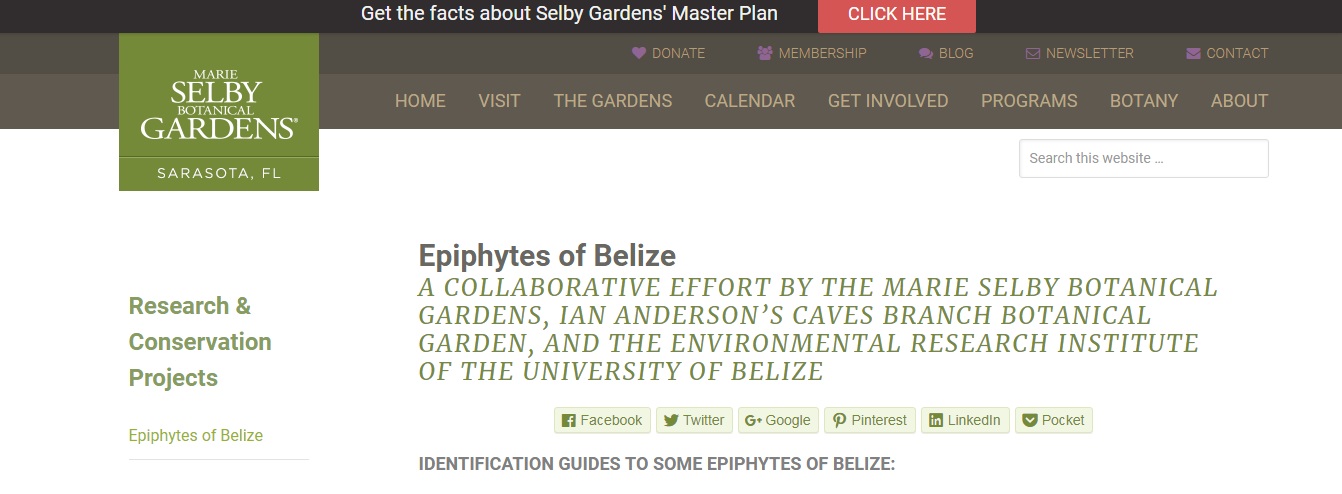 Get the facts about Selby Gardens' Master Plan
CLICK HERE
DONATE
MEMBERSHIP
BLOG
NEWSLETTER
CONTACT
MARIE
SELBY
BOTANICAL
GARDENS®
SARASOTA, FL
HOME
VISIT
THE GARDENS
CALENDAR
GET INVOLVED
PROGRAMS
BOTANY
ABOUT
Search this website ...
Research &
Conservation
Projects
Epiphytes of Belize
Epiphytes of Belize
A COLLABORATIVE EFFORT BY THE MARIE SELBY BOTANICAL
GARDENS, IAN ANDERSON’S CAVES BRANCH BOTANICAL
GARDEN, AND THE ENVIRONMENTAL RESEARCH INSTITUTE
OF THE UNIVERSITY OF BELIZE
Facebook
Twitter
Google
Pinterest
LinkedIn
Pocket
IDENTIFICATION GUIDES TO SOME EPIPHYTES OF BELIZE: